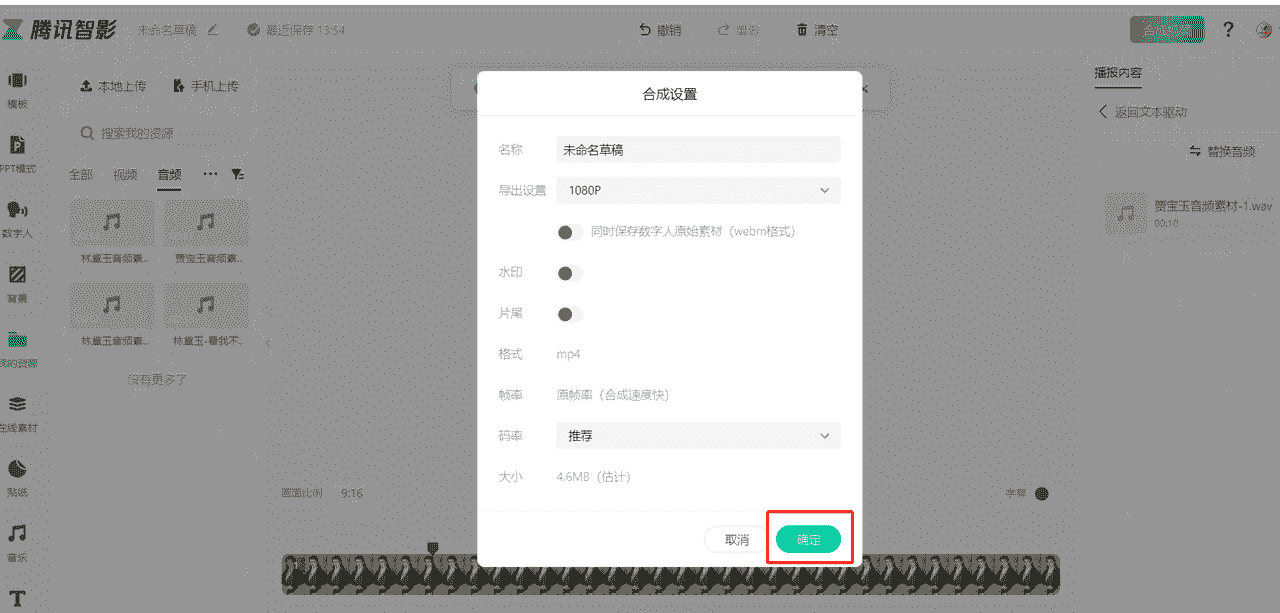 腾讯智影
未命名草稿
最近保存 13:54
撤销
清空
模板
PPT模式
数字人
背景
我的资源
在线素材
贴纸
音乐
本地上传
手机上传
搜索我的资源
全部
视频
音频
林黛玉音频素...
贾宝玉音频素...
林黛玉音频素...
林黛玉-看我不...
没有更多了
合成设置
名称
未命名草稿
导出设置
1080P
同时保存数字人原始素材（webm格式）
水印
片尾
格式
mp4
帧率
原帧率（合成速度快）
码率
推荐
大小
4.6MB（估计）
取消
确定
画面比例
9:16
字幕
播报内容
返回文本驱动
替换音频
贾宝玉音频素材-1.wav
00:10